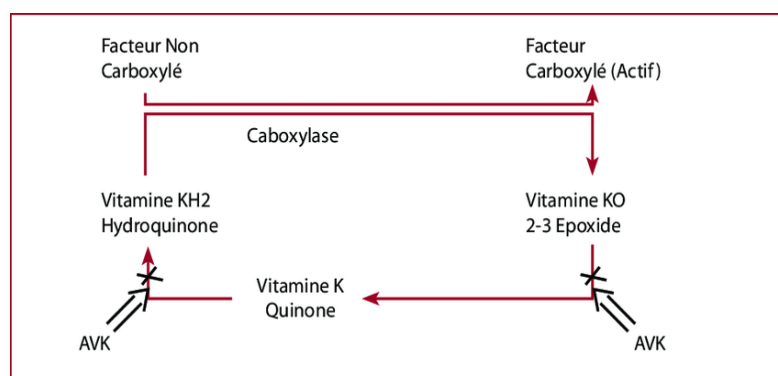 Facteur Non
Carboxylé
Facteur
Carboxylé (Actif)
Caboxylase
Vitamine KH2
Hydroquinone
Vitamine KO
2-3 Epoxide
Vitamine K
Quinone
AVK
AVK